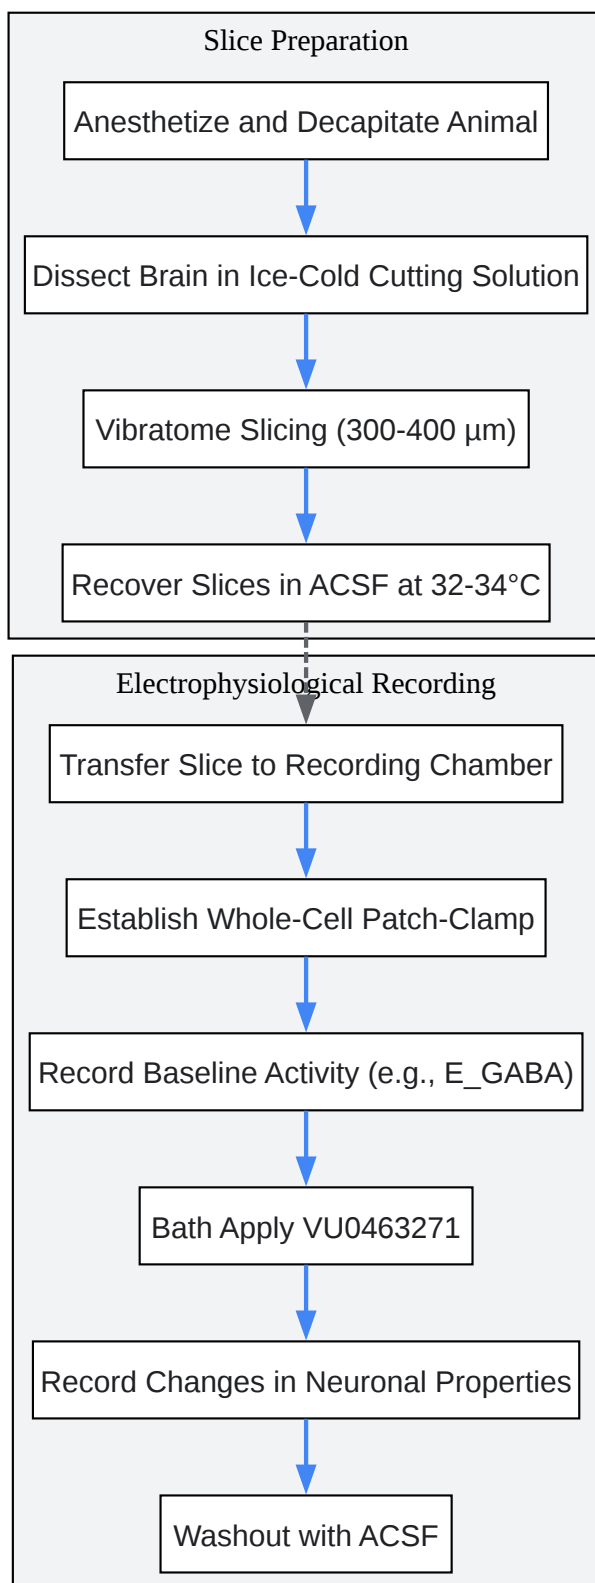 Slice Preparation
Anesthetize and Decapitate Animal
Dissect Brain in Ice-Cold Cutting Solution
Vibratome Slicing (300-400 µm)
Recover Slices in ACSF at 32-34°C
Electrophysiological Recording
Transfer Slice to Recording Chamber
Establish Whole-Cell Patch-Clamp
Record Baseline Activity (e.g., E_GABA)
Bath Apply VU0463271
Record Changes in Neuronal Properties
Washout with ACSF